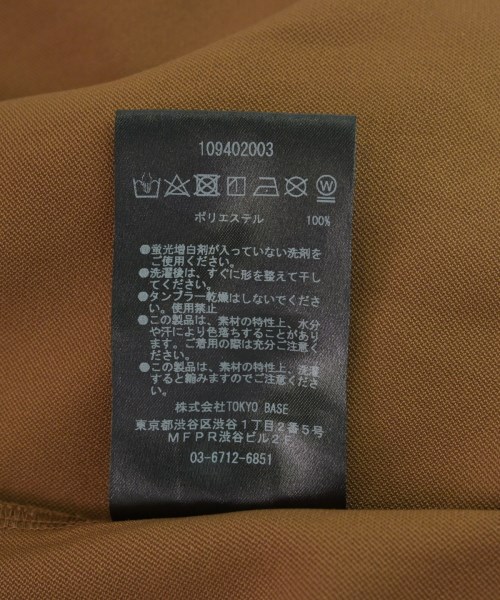 109402003
ポリエステル 100%
●蛍光増白剤が入っていない洗剤を
ご使用ください。
●洗濯後は、すぐに形を整えて干し
てください。
●タンブラー乾燥はしないでくださ
い。使用禁止
●この製品は、素材の特性上、水分
や汗により色落ちすることがあり
ます。ご着用の際は充分ご注意くだ
さい。
●この製品は、素材の特性上、洗濯
すると縮みますのでご注意くださ
い。
株式会社TOKYO BASE
東京都渋谷区渋谷1丁目2番5号
MFPR渋谷ビル2F
03-6712-6851